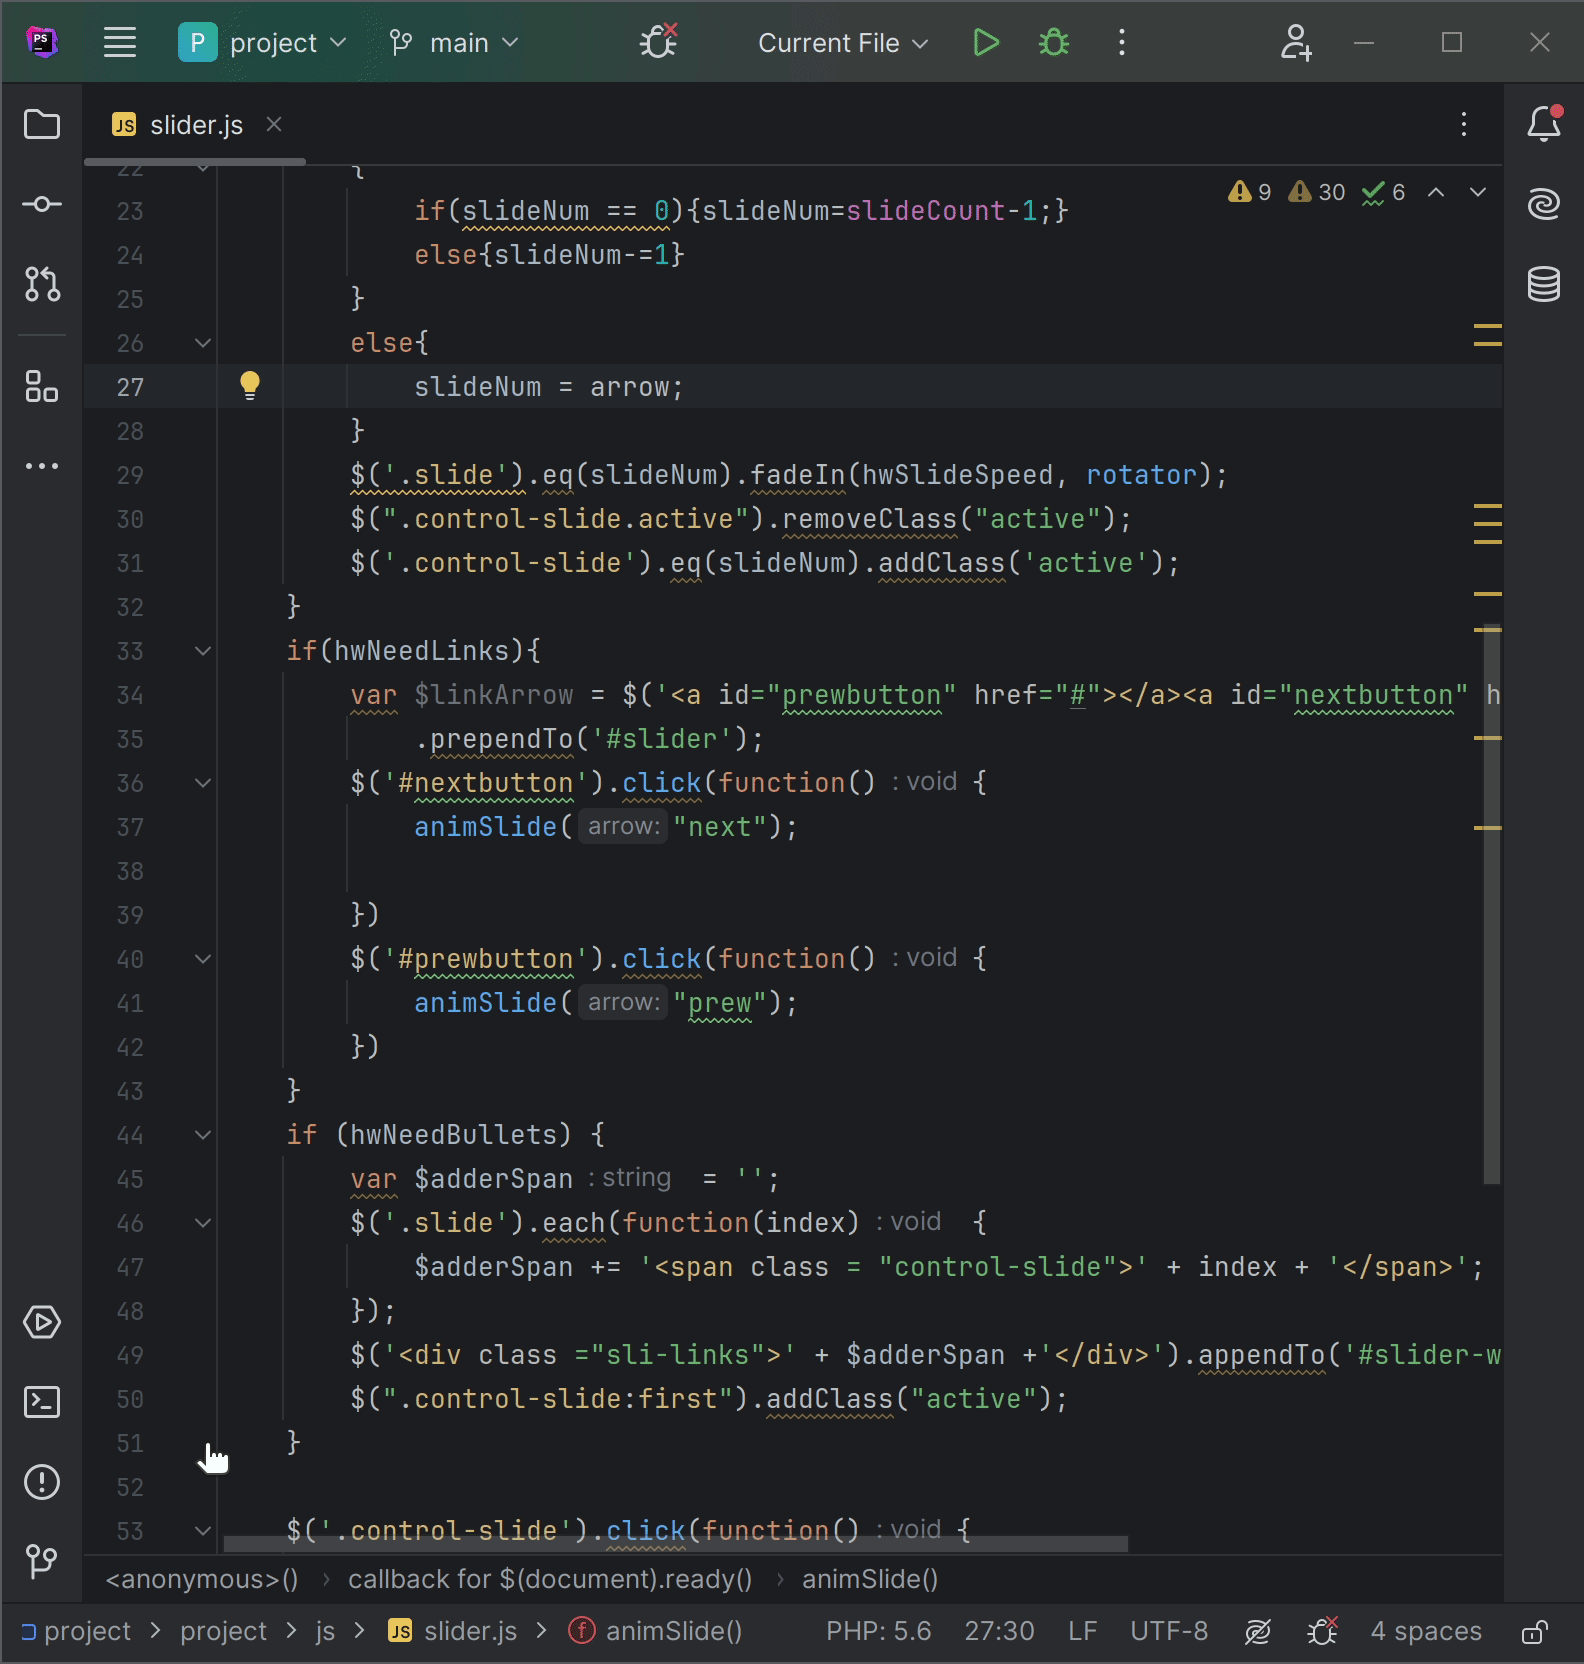 PS
P project main Current File
JS slider.js
9 30 6
22 {
23 if(slideNum == 0){slideNum=slideCount-1;}
24 else{slideNum-=1}
25 }
26 else{
27 slideNum = arrow;
28 }
29 $('.slide').eq(slideNum).fadeIn(hwSlideSpeed, rotator);
30 $(".control-slide.active").removeClass("active");
31 $('.control-slide').eq(slideNum).addClass('active');
32 }
33 if(hwNeedLinks){
34 var $linkArrow = $('<a id="prewbutton" href="#"></a><a id="nextbutton" h
35 .prependTo('#slider');
36 $('#nextbutton').click(function() : void {
37 animSlide( arrow: "next");
38
39 })
40 $('#prewbutton').click(function() : void {
41 animSlide( arrow: "prew");
42 })
43 }
44 if (hwNeedBullets) {
45 var $adderSpan : string = '';
46 $('.slide').each(function(index) : void {
47 $adderSpan += '<span class = "control-slide">' + index + '</span>';
48 });
49 $('<div class ="sli-links">' + $adderSpan +'</div>').appendTo('#slider-w
50 $(".control-slide:first").addClass("active");
51 }
52
53 $('.control-slide').click(function() : void {
<anonymous>() › callback for $(document).ready() › animSlide()
project > project > js > JS slider.js > f animSlide() PHP: 5.6 27:30 LF UTF-8 4 spaces